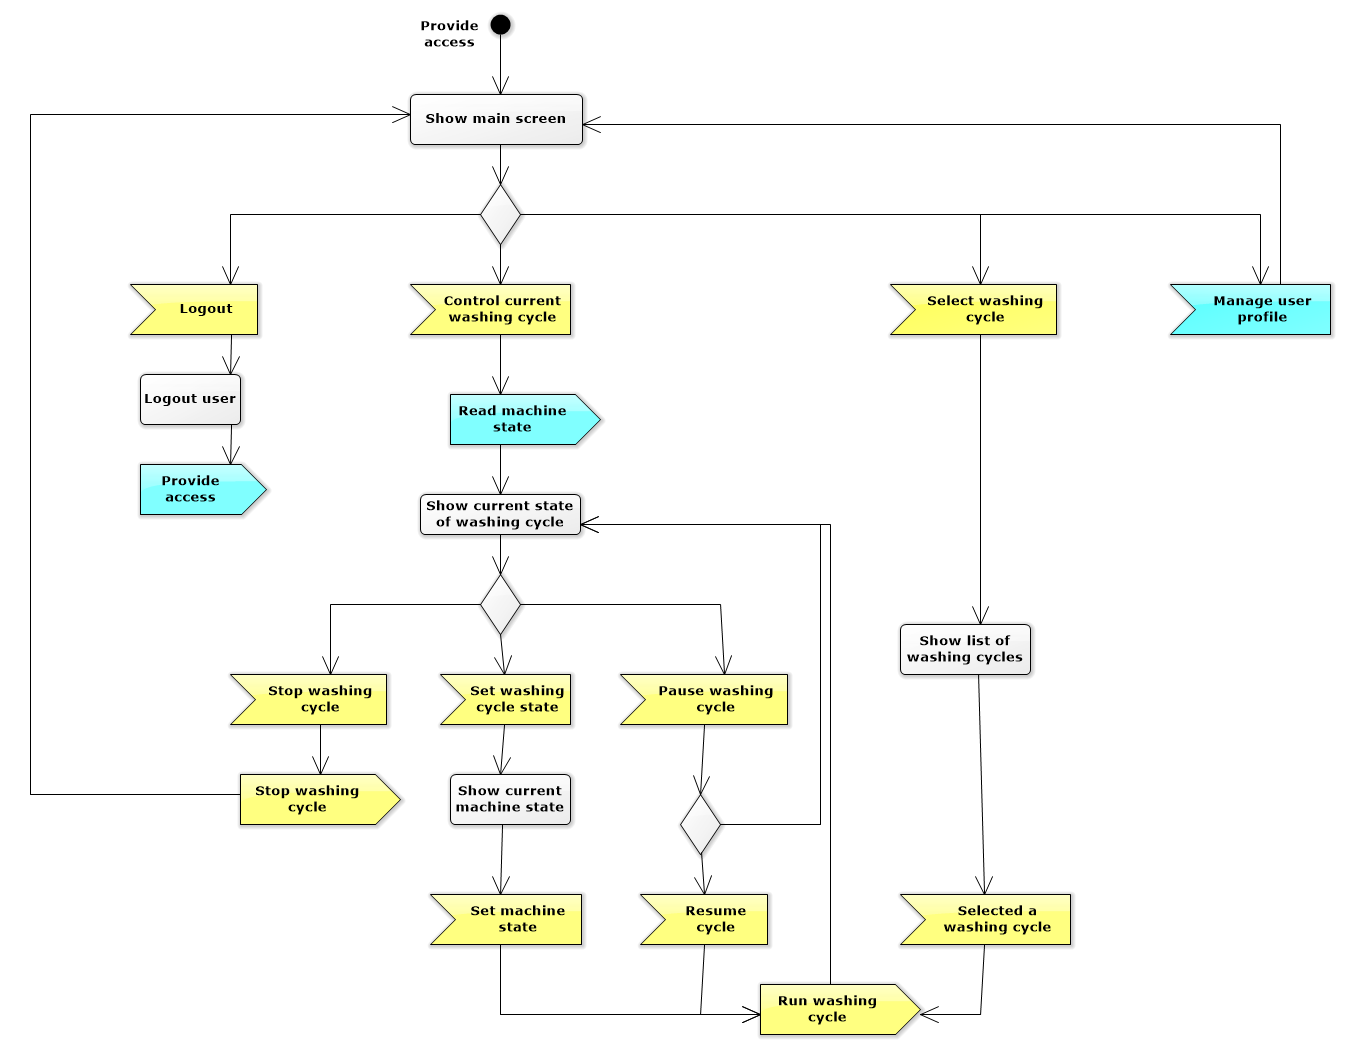 Provide
access
Show main screen
Logout
Control current
washing cycle
Select washing
cycle
Manage user
profile
Logout user
Read machine
state
Provide
access
Show current state
of washing cycle
Show list of
washing cycles
Stop washing
cycle
Set washing
cycle state
Pause washing
cycle
Stop washing
cycle
Show current
machine state
Set machine
state
Resume
cycle
Selected a
washing cycle
Run washing
cycle